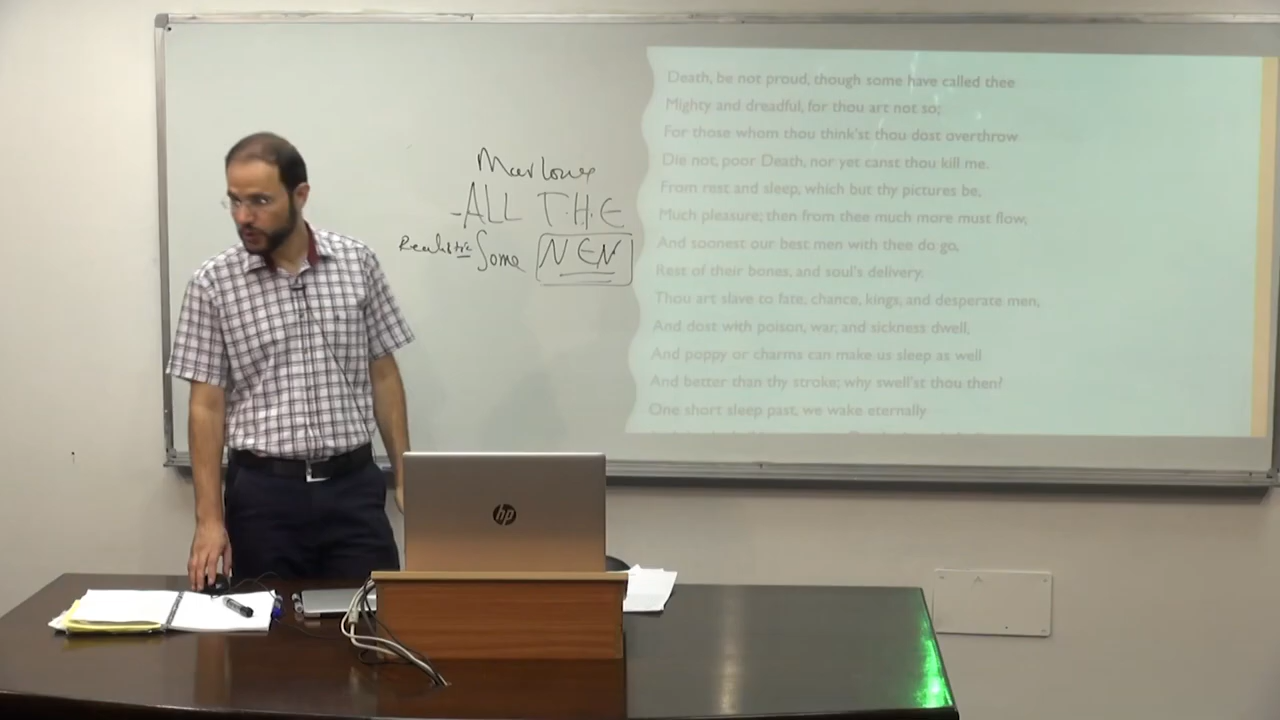 Marlowe
-ALL T.H.E
Realistic Some NEN
Death, be not proud, though some have called thee
Mighty and dreadful, for thou art not so;
For those whom thou think'st thou dost overthrow
Die not, poor Death, nor yet canst thou kill me.
From rest and sleep, which but thy pictures be,
Much pleasure; then from thee much more must flow,
And soonest our best men with thee do go,
Rest of their bones, and soul's delivery.
Thou art slave to fate, chance, kings, and desperate men,
And dost with poison, war, and sickness dwell,
And poppy or charms can make us sleep as well
And better than thy stroke; why swell'st thou then?
One short sleep past, we wake eternally
hp